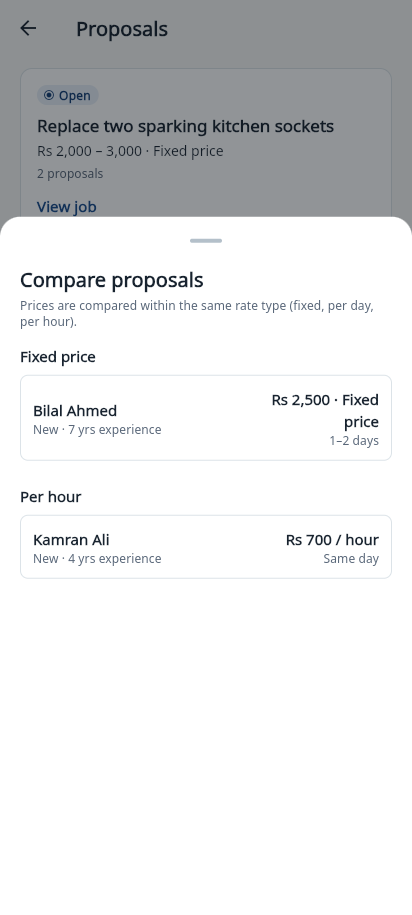 Proposals
Open
Replace two sparking kitchen sockets
Rs 2,000 – 3,000 · Fixed price
2 proposals
View job
Compare proposals
Prices are compared within the same rate type (fixed, per day,
per hour).
Fixed price
Bilal Ahmed
New · 7 yrs experience
Rs 2,500 · Fixed
price
1–2 days
Per hour
Kamran Ali
New · 4 yrs experience
Rs 700 / hour
Same day